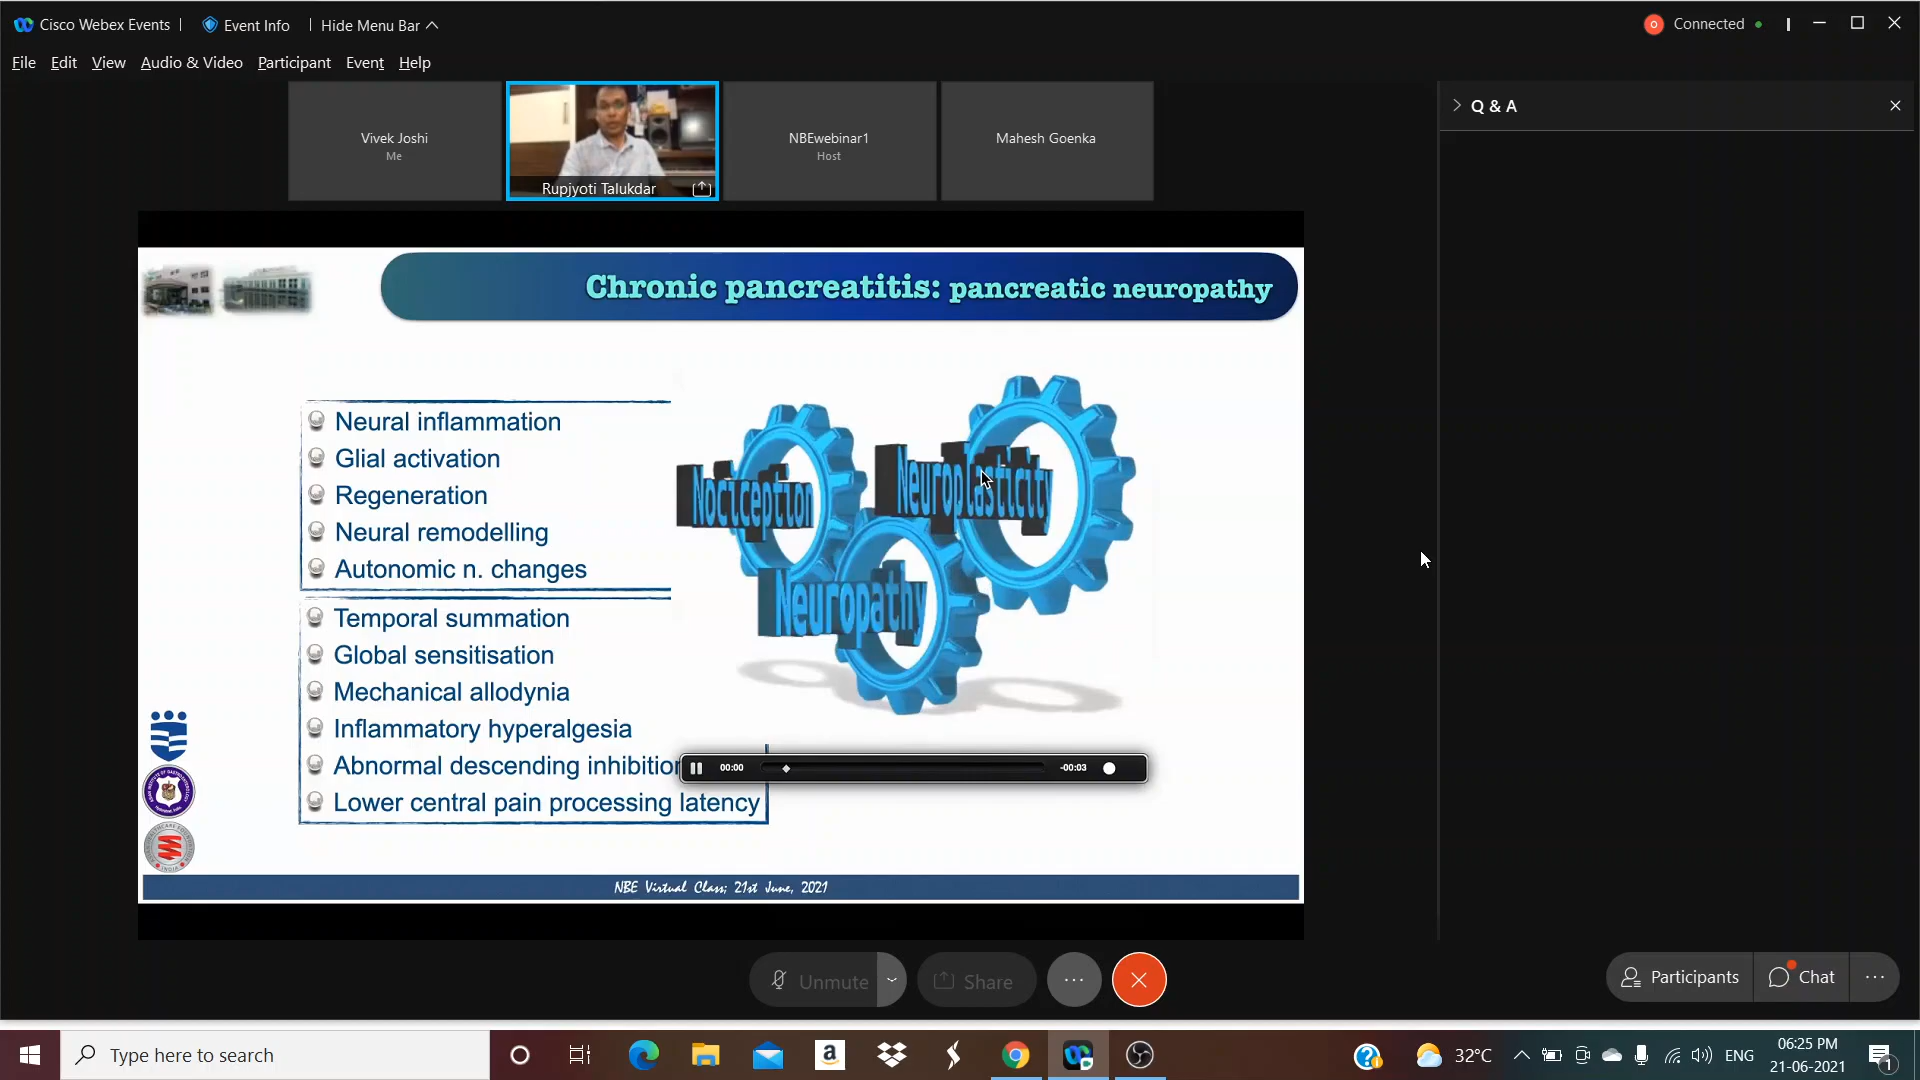 Cisco Webex Events
Event Info
Hide Menu Bar
Connected
File Edit View Audio & Video Participant Event Help
Vivek Joshi
Me
Rupjyoti Talukdar
NBEwebinar1
Host
Mahesh Goenka
Q & A
Chronic pancreatitis: pancreatic neuropathy
Neural inflammation
Glial activation
Regeneration
Neural remodelling
Autonomic n. changes
Temporal summation
Global sensitisation
Mechanical allodynia
Inflammatory hyperalgesia
Abnormal descending inhibition
Lower central pain processing latency
Nociception
Neuroplasticity
Neuropathy
00:00
-00:03
NBE Virtual Class; 21st June, 2021
Unmute
Share
Participants
Chat
Type here to search
32°C
ENG
06:25 PM
21-06-2021
1